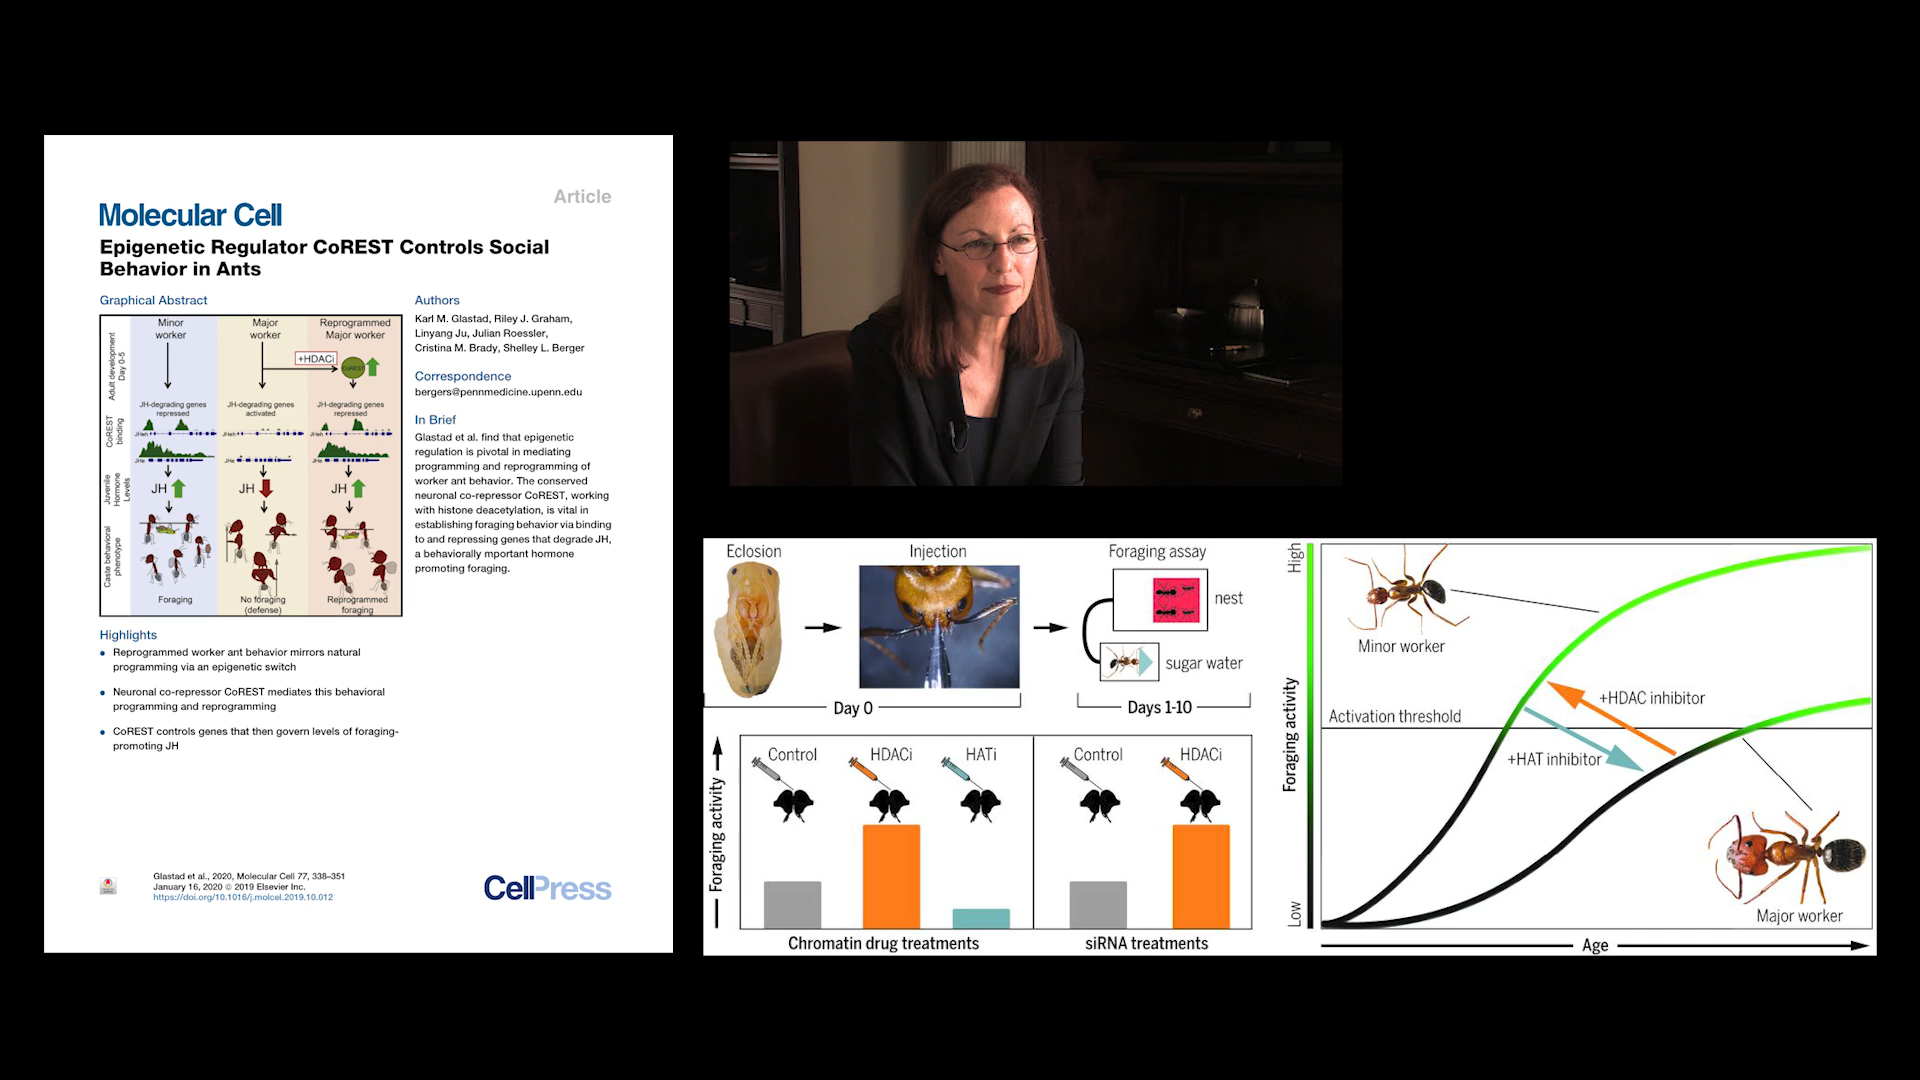 Article
Molecular Cell
Epigenetic Regulator CoREST Controls Social
Behavior in Ants
Graphical Abstract
Minor
worker
Major
worker
Reprogrammed
Major worker
Adult development
Day 0-5
+HDACi
CoREST
JH-degrading genes
repressed
JH-degrading genes
activated
JH-degrading genes
repressed
CoREST
binding
JHeh
JHeh
JHeh
JHe
JHe
JHe
Juvenile
Hormone
Levels
JH
JH
JH
Caste behavioral
phenotype
Foraging
No foraging
(defense)
Reprogrammed
foraging
Highlights
• Reprogrammed worker ant behavior mirrors natural
programming via an epigenetic switch
• Neuronal co-repressor CoREST mediates this behavioral
programming and reprogramming
• CoREST controls genes that then govern levels of foraging-
promoting JH
Authors
Karl M. Glastad, Riley J. Graham,
Linyang Ju, Julian Roessler,
Cristina M. Brady, Shelley L. Berger
Correspondence
bergers@pennmedicine.upenn.edu
In Brief
Glastad et al. find that epigenetic
regulation is pivotal in mediating
programming and reprogramming of
worker ant behavior. The conserved
neuronal co-repressor CoREST, working
with histone deacetylation, is vital in
establishing foraging behavior via binding
to and repressing genes that degrade JH,
a behaviorally mportant hormone
promoting foraging.
Glastad et al., 2020, Molecular Cell 77, 338–351
January 16, 2020 © 2019 Elsevier Inc.
https://doi.org/10.1016/j.molcel.2019.10.012
CellPress
Eclosion
Injection
Foraging assay
nest
sugar water
Day 0
Days 1-10
Foraging activity
Control
HDACi
HATi
Control
HDACi
Chromatin drug treatments
siRNA treatments
High
Foraging activity
Low
Minor worker
Activation threshold
+HDAC inhibitor
+HAT inhibitor
Major worker
Age